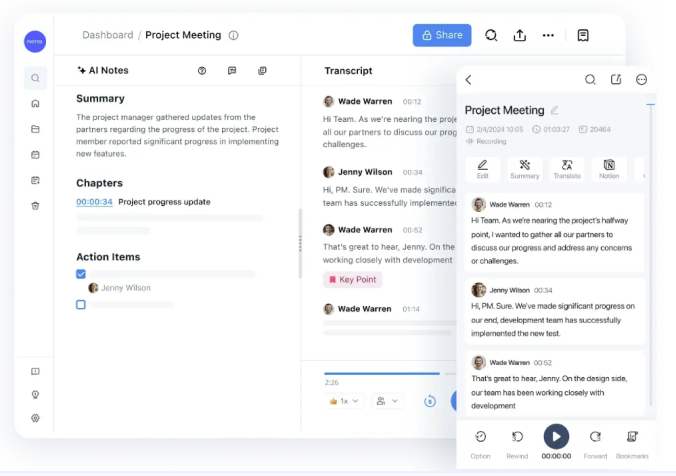 notta
Dashboard / Project Meeting
Share
AI Notes
Summary
The project manager gathered updates from the
partners regarding the progress of the project. Project
member reported significant progress in implementing
new features.
Chapters
00:00:34 Project progress update
Action Items
Jenny Wilson
Transcript
Wade Warren 00:12
Hi Team. As we're nearing the proje
all our partners to discuss our prog
challenges.
Jenny Wilson 00:34
Hi, PM. Sure. We've made significa
team has successfully implemente
Wade Warren 00:52
That's great to hear, Jenny. On the
working closely with development
Key Point
Wade Warren 01:14
2:26
1x
Project Meeting
2/4/2024 10:05 01:03:27 20464
Recording
Edit Summary Translate Notion
Wade Warren 00:12
Hi Team. As we're nearing the project's halfway
point, I wanted to gather all our partners to
discuss our progress and address any concerns
or challenges.
Jenny Wilson 00:34
Hi, PM. Sure. We've made significant progress on
our end, development team has successfully
implemented the new test.
Wade Warren 00:52
That's great to hear, Jenny. On the design side,
our team has been working closely with
development
Option Rewind 00:00:00 Forward Bookmarks